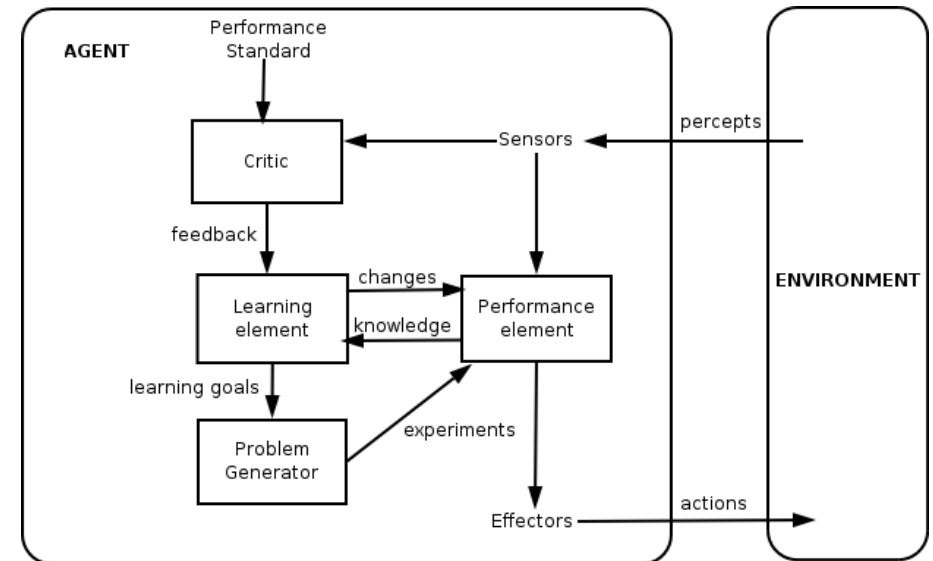 Performance
Standard
AGENT
percepts
Sensors
Critic
feedback
changes
ENVIRONMENT
Learning
element
Performance
element
knowledge
learning goals
experiments
Problem
Generator
actions
Effectors